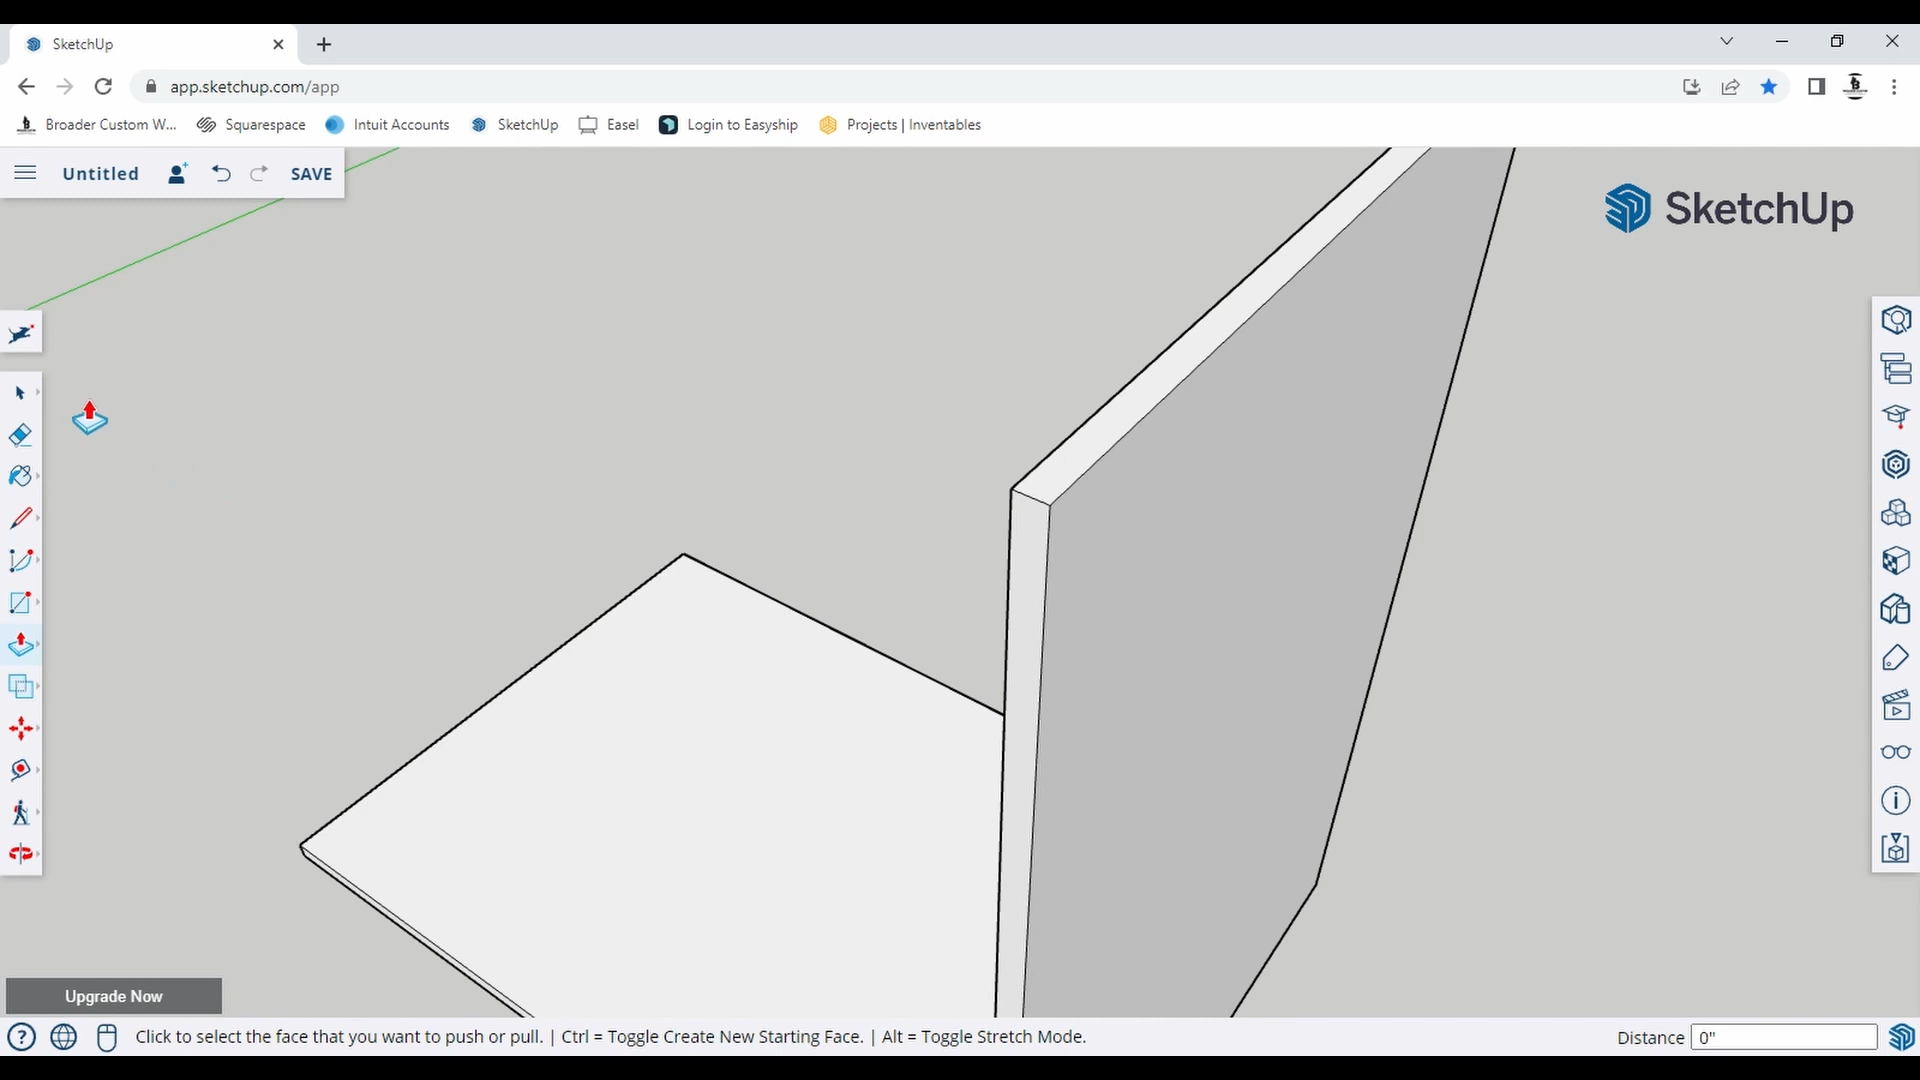 SketchUp
app.sketchup.com/app
Broader Custom W... Squarespace Intuit Accounts SketchUp Easel Login to Easyship Projects | Inventables
Untitled SAVE
SketchUp
Upgrade Now
Click to select the face that you want to push or pull. | Ctrl = Toggle Create New Starting Face. | Alt = Toggle Stretch Mode. Distance 0"